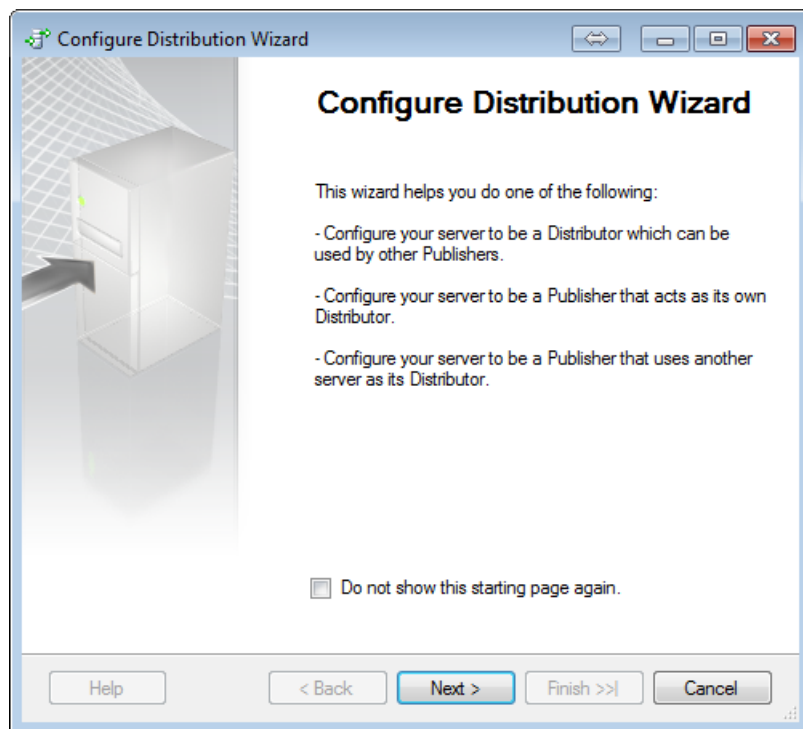 Configure Distribution Wizard
Configure Distribution Wizard
This wizard helps you do one of the following:
- Configure your server to be a Distributor which can be
used by other Publishers.
- Configure your server to be a Publisher that acts as its own
Distributor.
- Configure your server to be a Publisher that uses another
server as its Distributor.
Do not show this starting page again.
Help
< Back
Next >
Finish >>|
Cancel